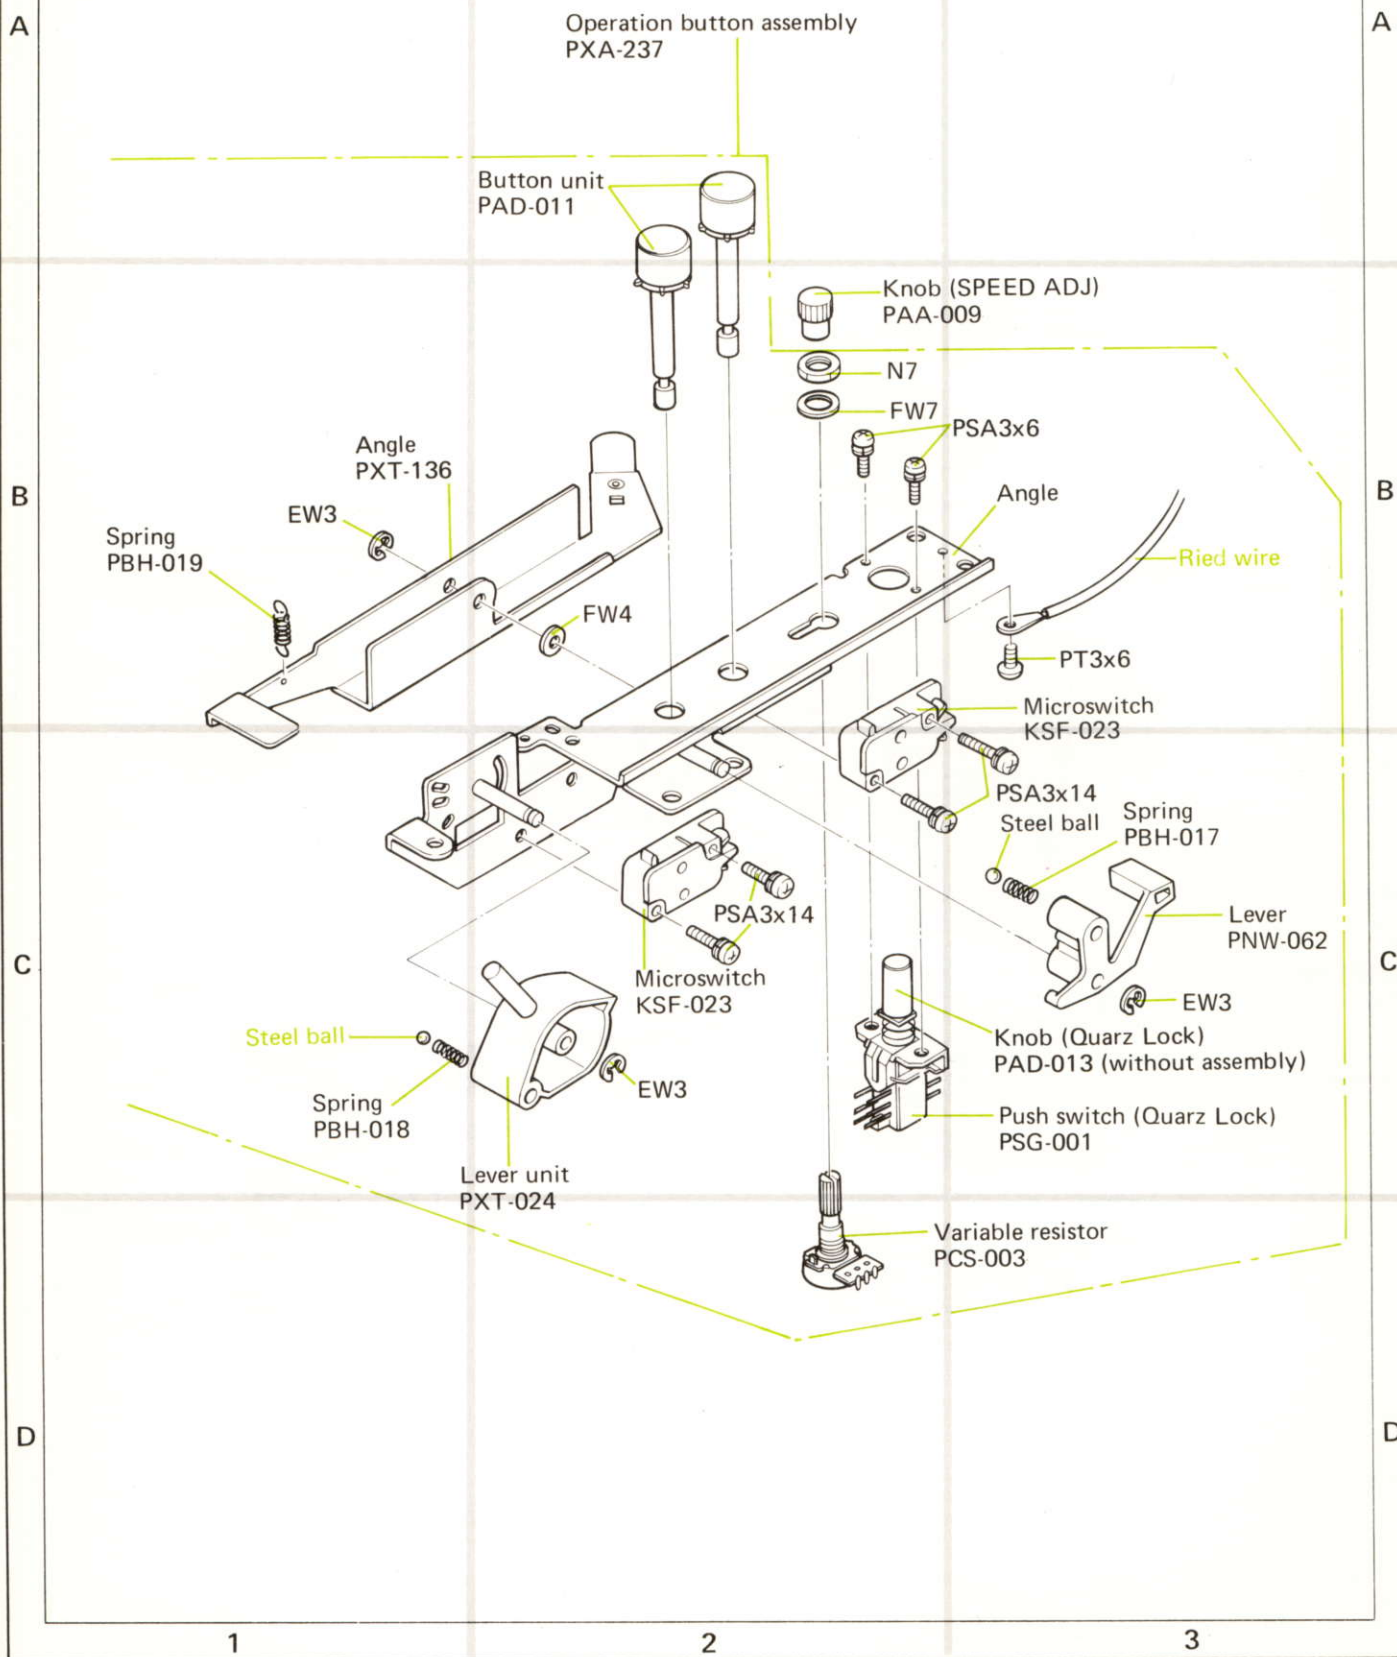 A
A
Operation button assembly
PXA-237
Button unit
PAD-011
Knob (SPEED ADJ)
PAA-009
N7
FW7
PSA3x6
Angle
PXT-136
B
B
EW3
Angle
Spring
PBH-019
Ried wire
FW4
PT3x6
Microswitch
KSF-023
PSA3x14
Steel ball
Spring
PBH-017
PSA3x14
Lever
PNW-062
C
C
Microswitch
KSF-023
EW3
Steel ball
Knob (Quarz Lock)
PAD-013 (without assembly)
EW3
Spring
PBH-018
Push switch (Quarz Lock)
PSG-001
Lever unit
PXT-024
Variable resistor
PCS-003
D
D
1
2
3